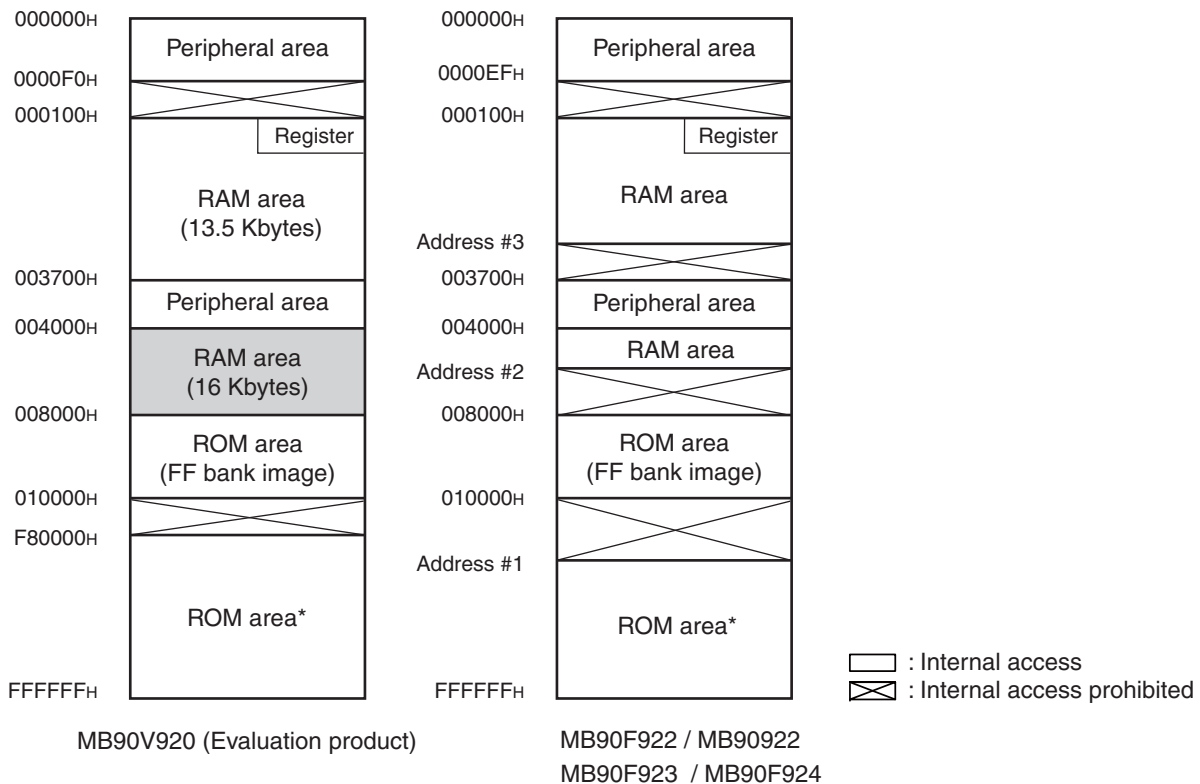 000000H
Peripheral area
0000F0H
000100H
Register
RAM area
(13.5 Kbytes)
003700H
Peripheral area
004000H
RAM area
(16 Kbytes)
008000H
ROM area
(FF bank image)
010000H
F80000H
ROM area*
FFFFFFH
MB90V920 (Evaluation product)
000000H
Peripheral area
0000EFH
000100H
Register
RAM area
Address #3
003700H
Peripheral area
004000H
RAM area
Address #2
008000H
ROM area
(FF bank image)
010000H
Address #1
ROM area*
FFFFFFH
MB90F922 / MB90922
MB90F923 / MB90F924
: Internal access
: Internal access prohibited